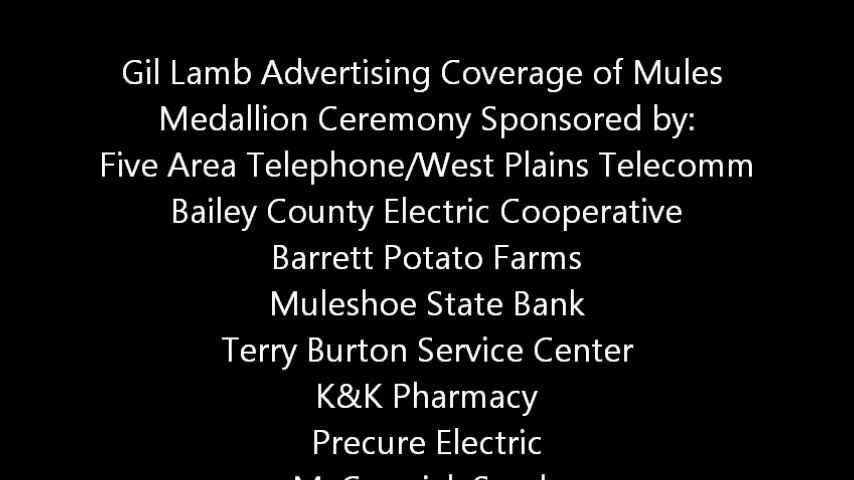 Gil Lamb Advertising Coverage of Mules
Medallion Ceremony Sponsored by:
Five Area Telephone/West Plains Telecomm
Bailey County Electric Cooperative
Barrett Potato Farms
Muleshoe State Bank
Terry Burton Service Center
K&K Pharmacy
Precure Electric